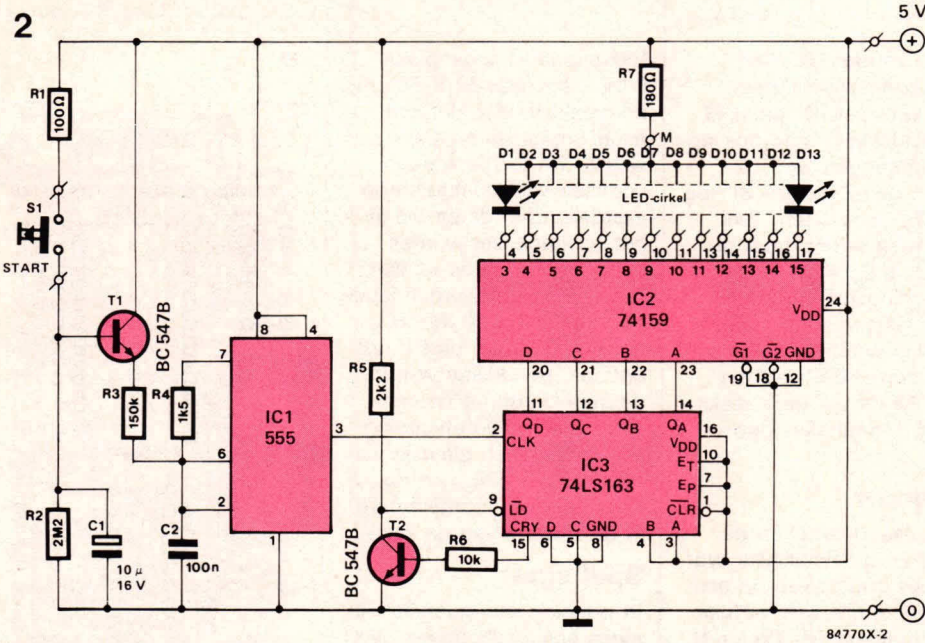 2
5 V
+
R1
100Ω
R7
180Ω
M
D1 D2 D3 D4 D5 D6 D7 D8 D9 D10 D11 D12 D13
LED-cirkel
S1
START
4 5 6 7 8 9 10 11 13 14 15 16 17
3 4 5 6 7 8 9 10 11 12 13 14 15
IC2
74159
VDD
24
D C B A G1 G2 GND
20 21 22 23 19 18 12
T1
BC 547B
R3
150k
R4
1k5
8 4
7
IC1
555
3
6
2
1
R5
2k2
11 12 13 14
QD QC QB QA
2
CLK
16
VDD
IC3
74LS163
10
ET
7
EP
9
LD
1
CLR
CRY D C GND B A
15 6 5 8 4 3
R2
2M2
C1
10 µ
16 V
C2
100n
BC 547B
T2
R6
10k
0
84770X-2